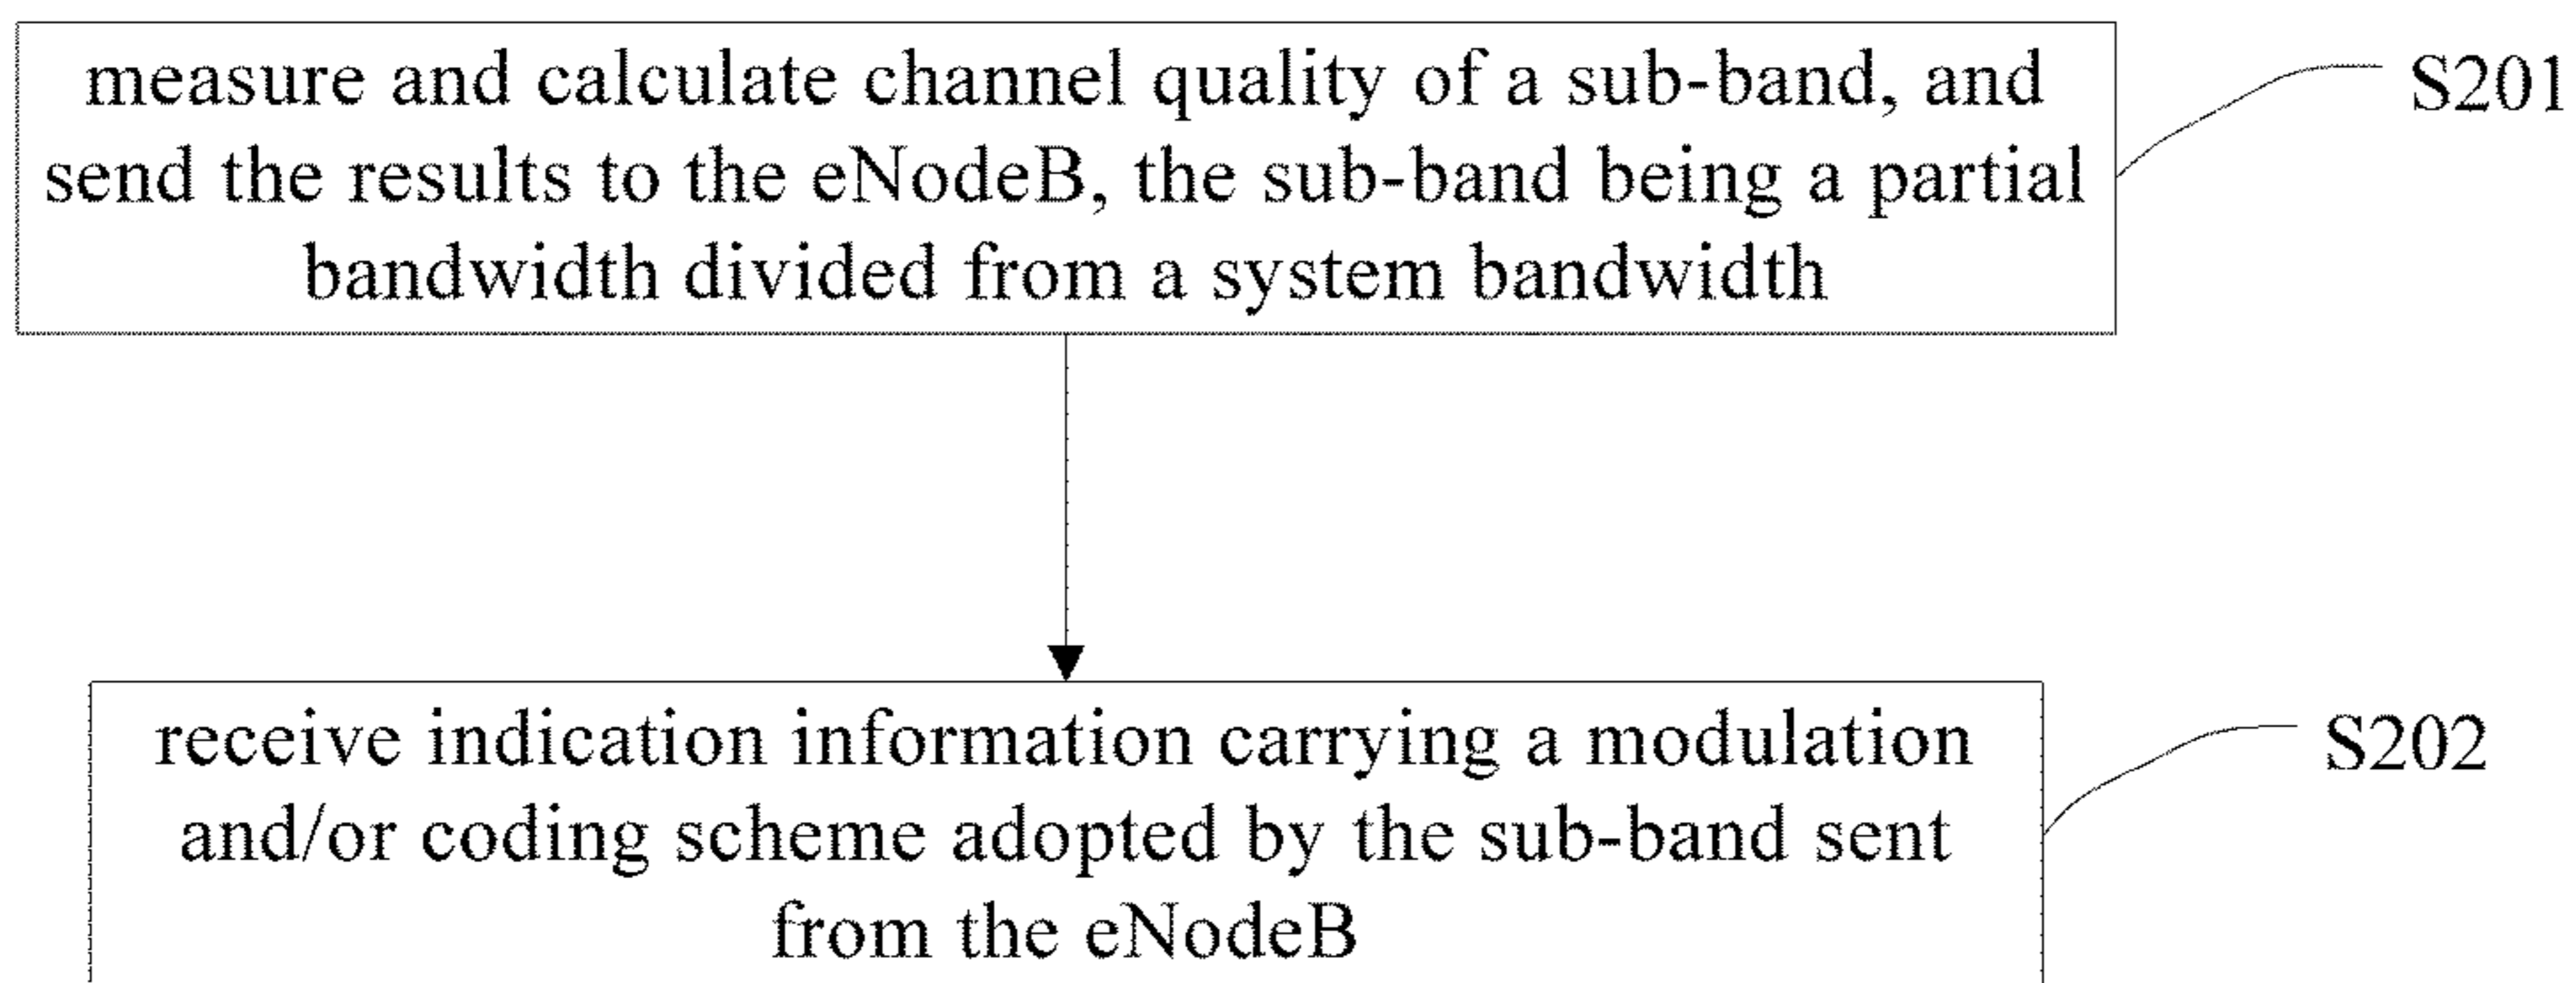 measure and calculate channel quality of a sub-band, and
send the results to the eNodeB, the sub-band being a partial
bandwidth divided from a system bandwidth
S201
receive indication information carrying a modulation
and/or coding scheme adopted by the sub-band sent
from the eNodeB
S202